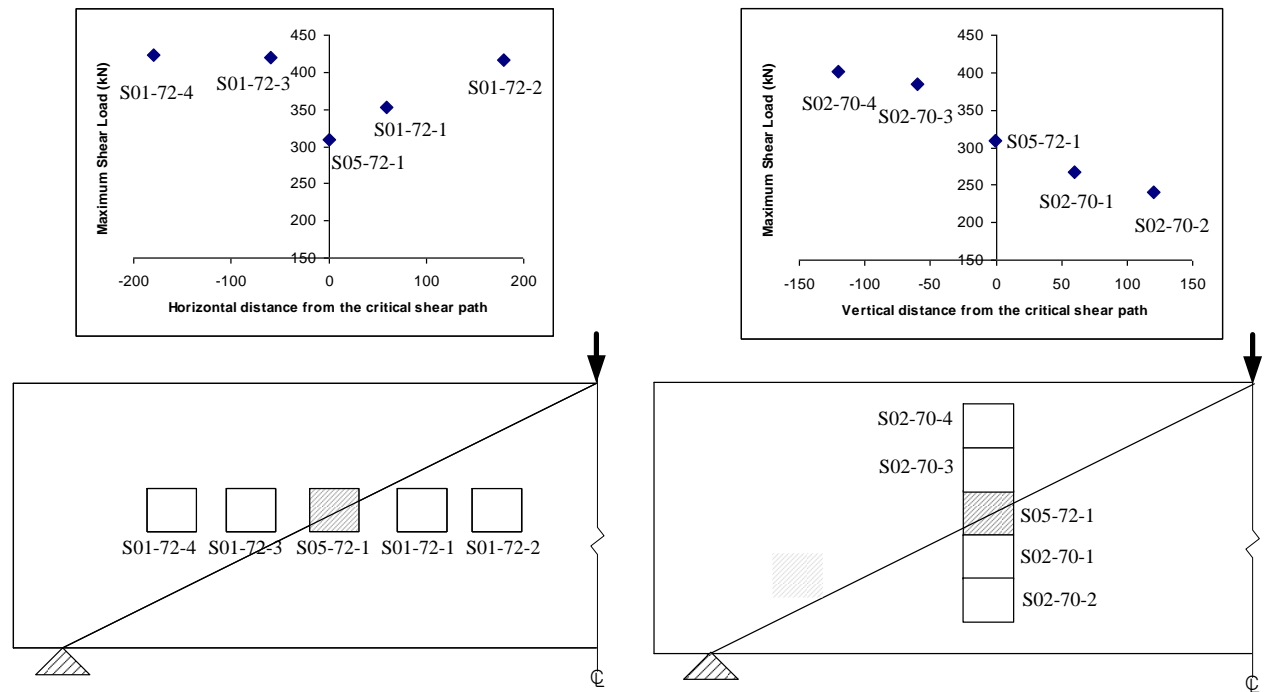 450
400
350
300
250
200
150
Maximum Shear Load (kN)
S01-72-4
S01-72-3
S01-72-2
S01-72-1
S05-72-1
-200 -100 0 100 200
Horizontal distance from the critical shear path
450
400
350
300
250
200
150
Maximum Shear Load (kN)
S02-70-4
S02-70-3
S05-72-1
S02-70-1
S02-70-2
-150 -100 -50 0 50 100 150
Vertical distance from the critical shear path
S01-72-4 S01-72-3 S05-72-1 S01-72-1 S01-72-2
℄
S02-70-4
S02-70-3
S05-72-1
S02-70-1
S02-70-2
℄